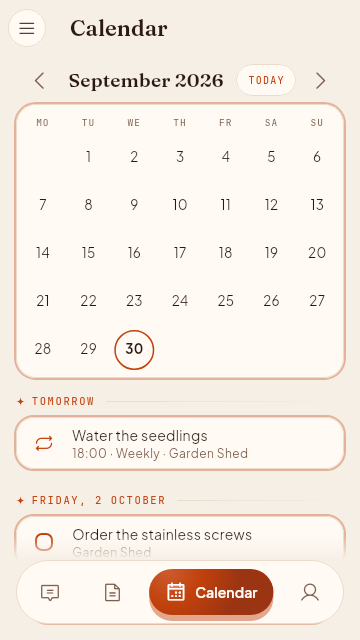 Calendar
September 2026 TODAY
MO TU WE TH FR SA SU
1 2 3 4 5 6
7 8 9 10 11 12 13
14 15 16 17 18 19 20
21 22 23 24 25 26 27
28 29 30
TOMORROW
Water the seedlings
18:00 · Weekly · Garden Shed
FRIDAY, 2 OCTOBER
Order the stainless screws
Garden Shed
Calendar